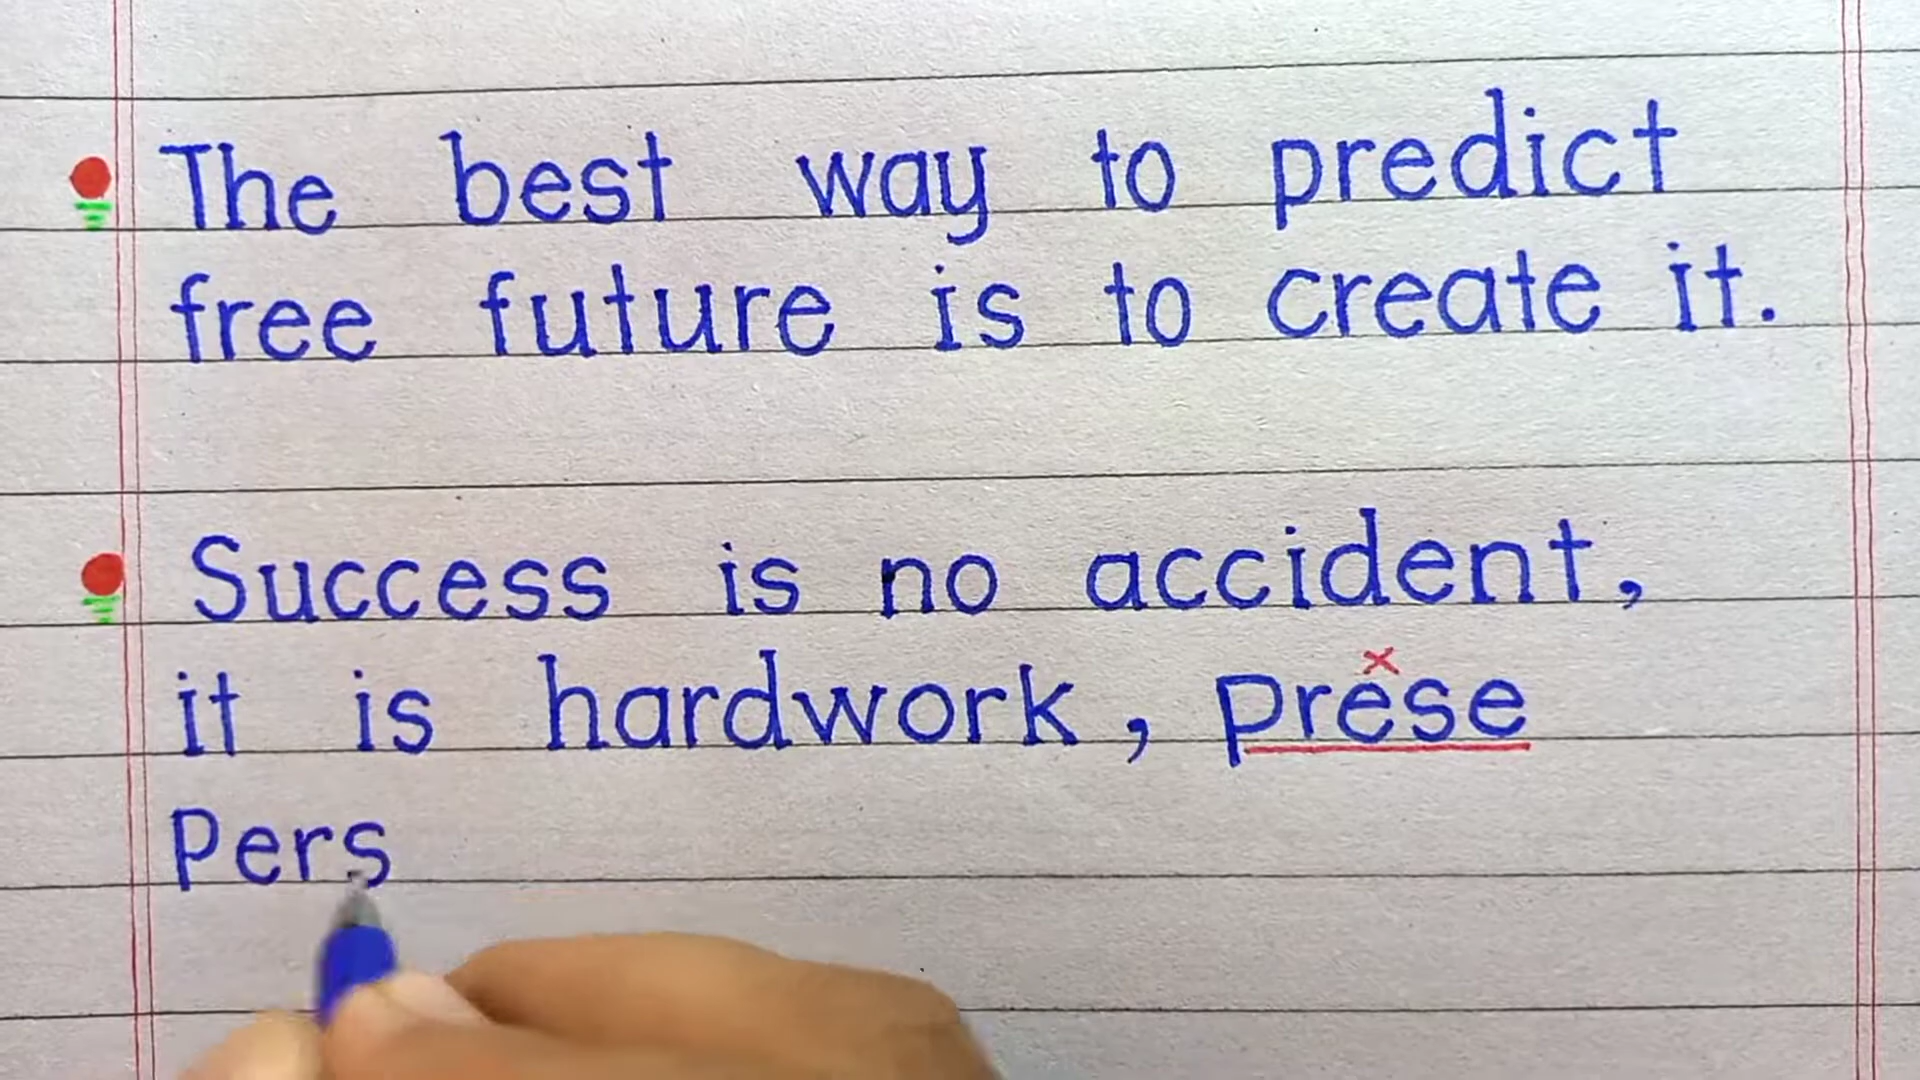 The best way to predict
free future is to create it.
Success is no accident,
it is hardwork, prese
Pers